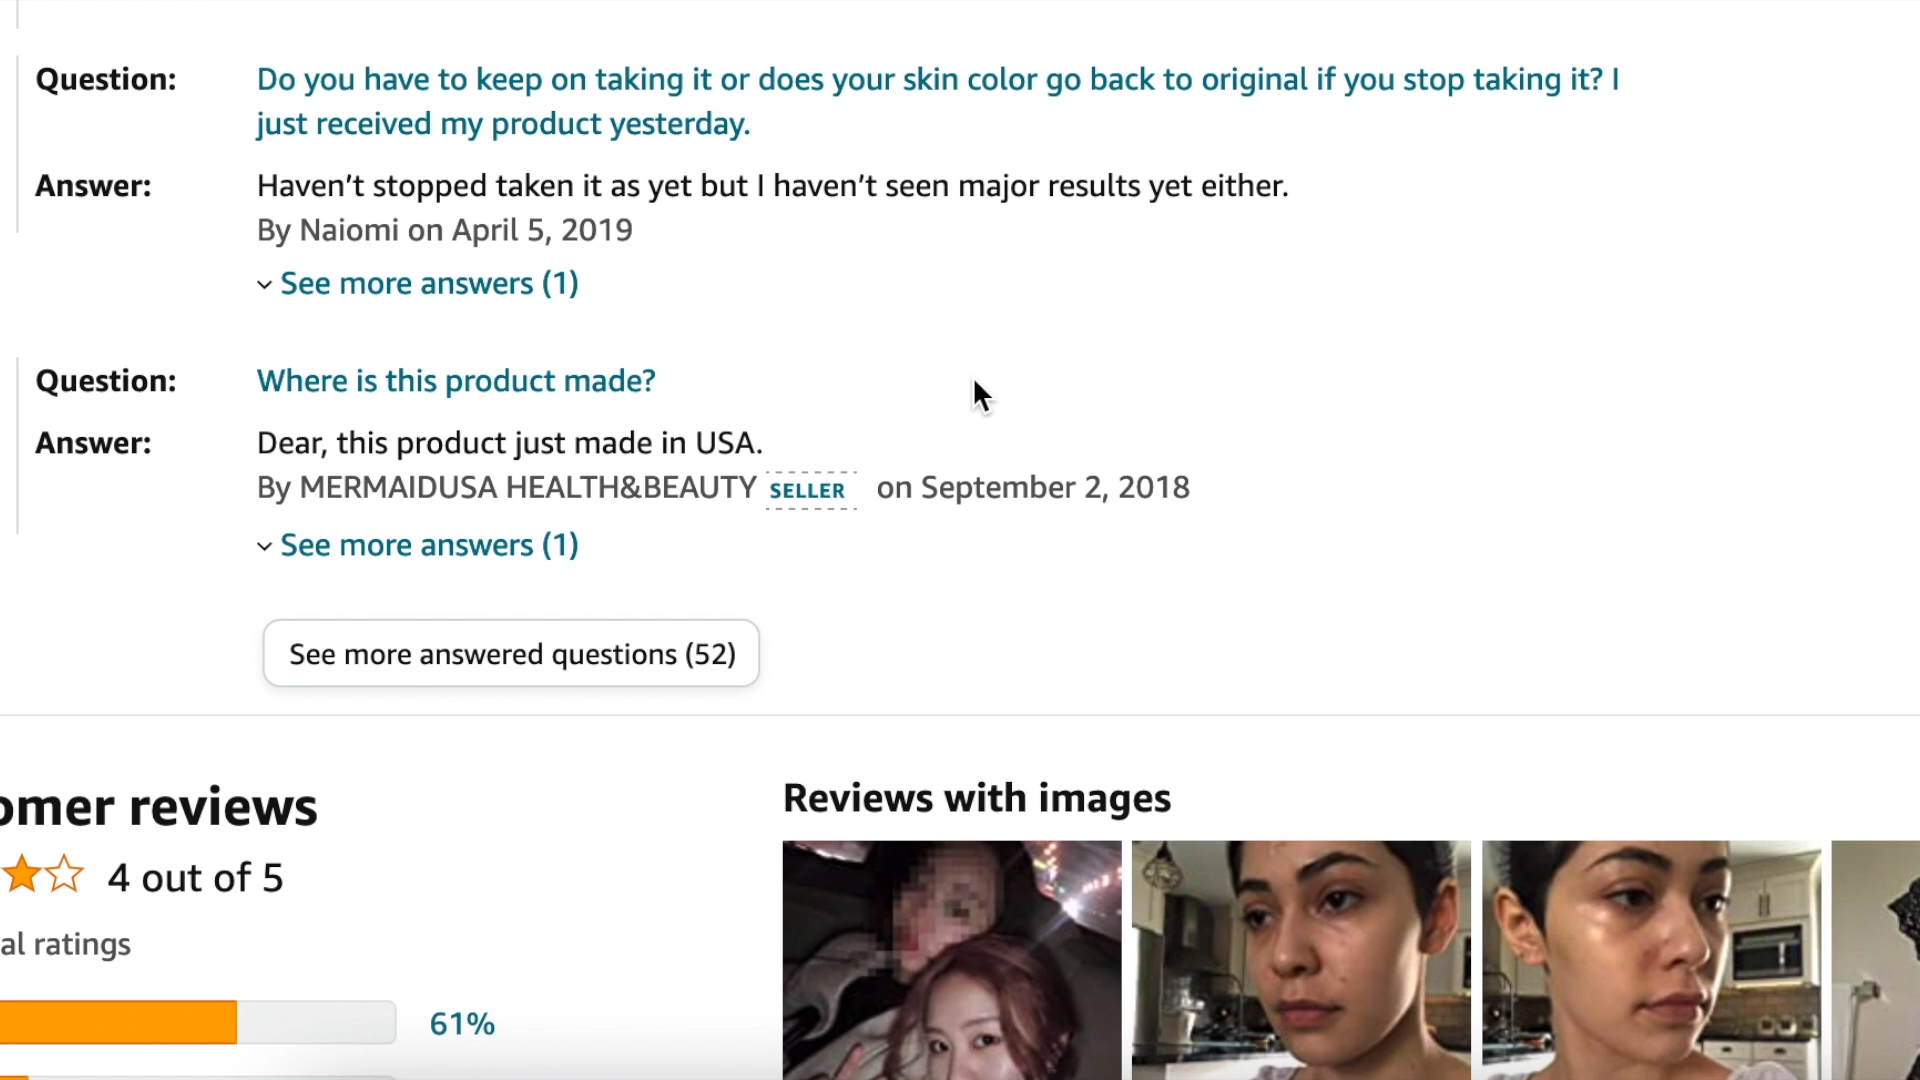 Question: Do you have to keep on taking it or does your skin color go back to original if you stop taking it? I
just received my product yesterday.
Answer: Haven’t stopped taken it as yet but I haven’t seen major results yet either.
By Naiomi on April 5, 2019
See more answers (1)
Question: Where is this product made?
Answer: Dear, this product just made in USA.
By MERMAIDUSA HEALTH&BEAUTY SELLER on September 2, 2018
See more answers (1)
See more answered questions (52)
omer reviews
4 out of 5
al ratings
61%
Reviews with images